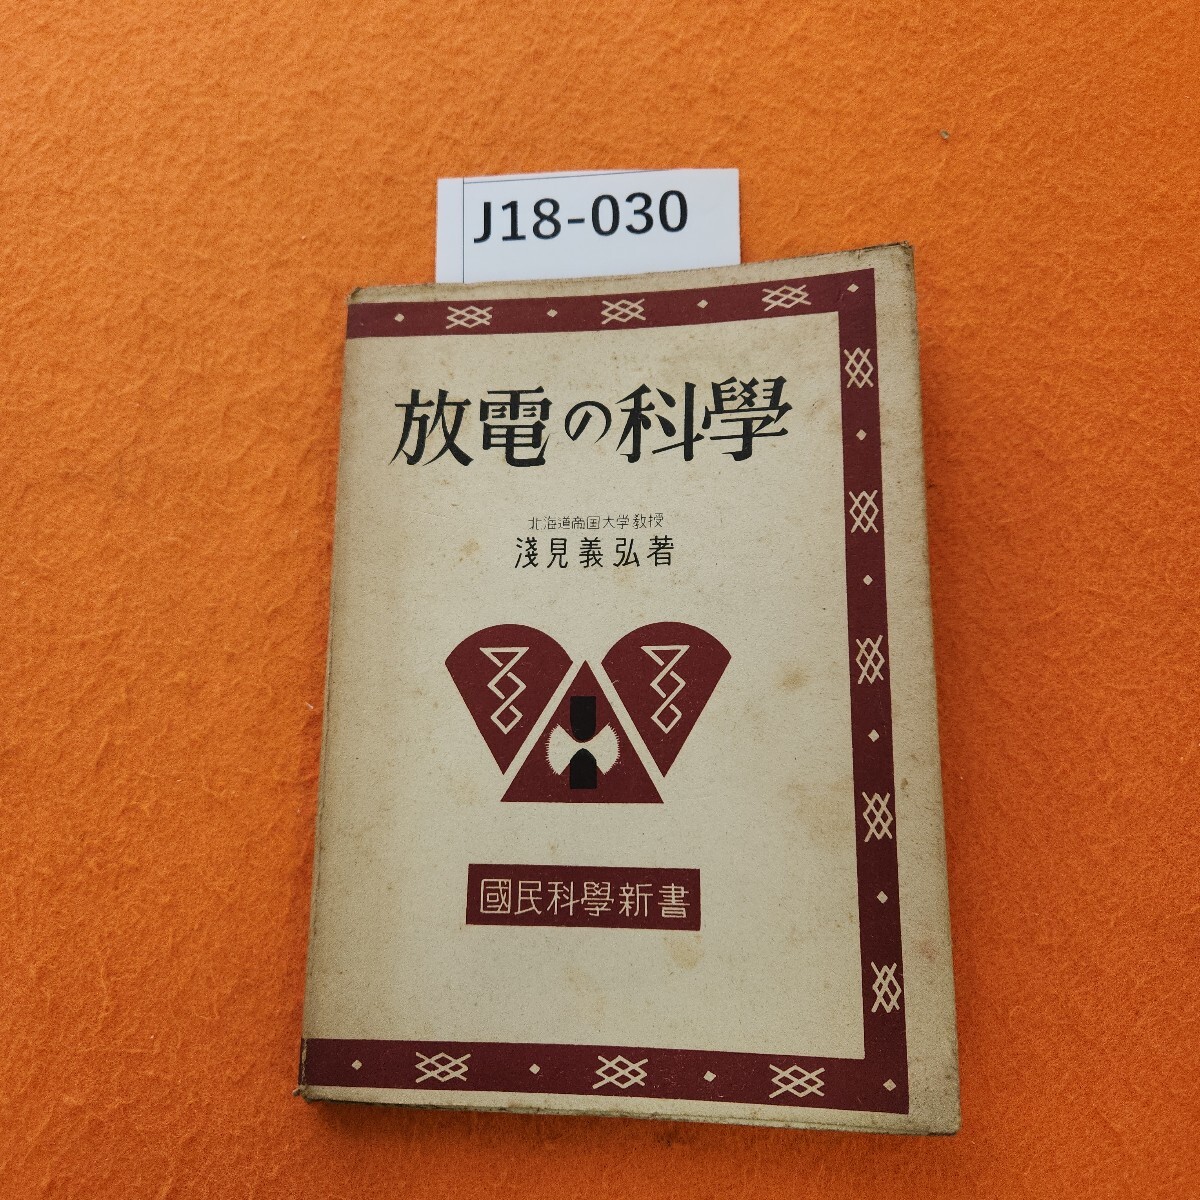 J18-030
放電の科學
北海道帝国大学教授
淺見義弘著
國民科學新書